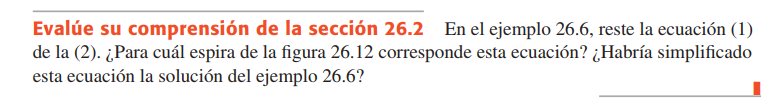 Evalúe su comprensión de la sección 26.2 En el ejemplo 26.6, reste la ecuación (1)
de la (2). ¿Para cuál espira de la figura 26.12 corresponde esta ecuación? ¿Habría simplificado
esta ecuación la solución del ejemplo 26.6?